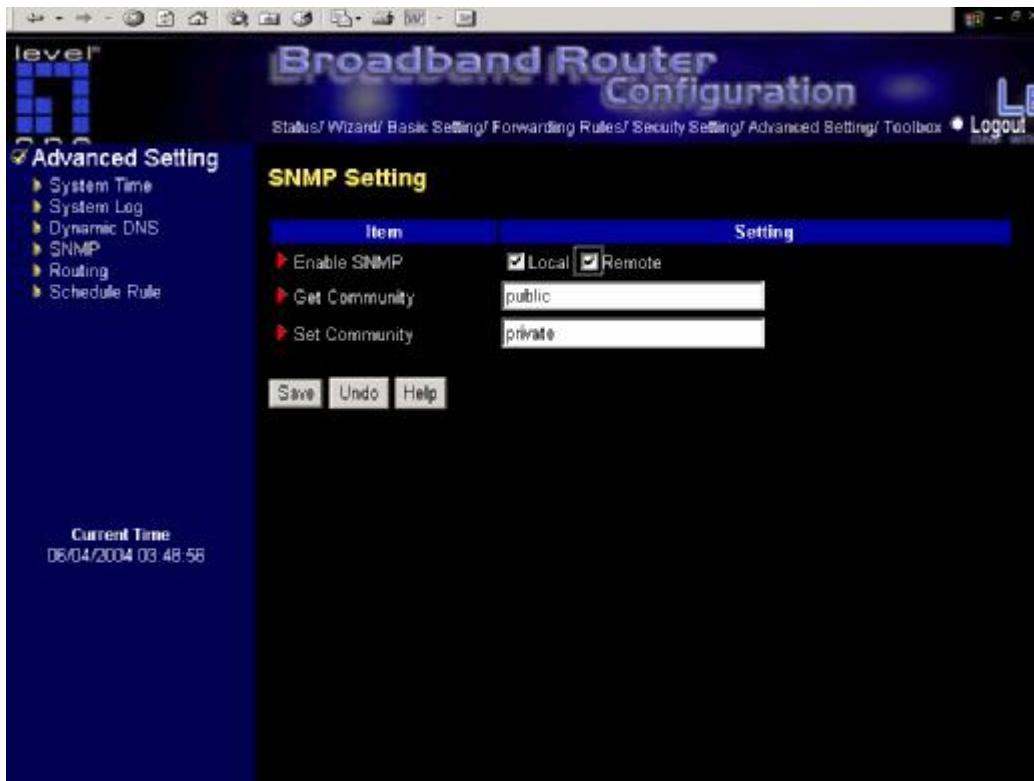 level
Broadband Router
Configuration
Status/ Wizard/ Basic Setting/ Forwarding Rules/ Secuity Setting/ Advanced Setting/ Toolbox
Logout
Advanced Setting
System Time
System Log
Dynamic DNS
SNMP
Routing
Schedule Rule
SNMP Setting
Item Setting
Enable SNMP Local Remote
Get Community public
Set Community private
Save Undo Help
Current Time
06/04/2004 03:48:56